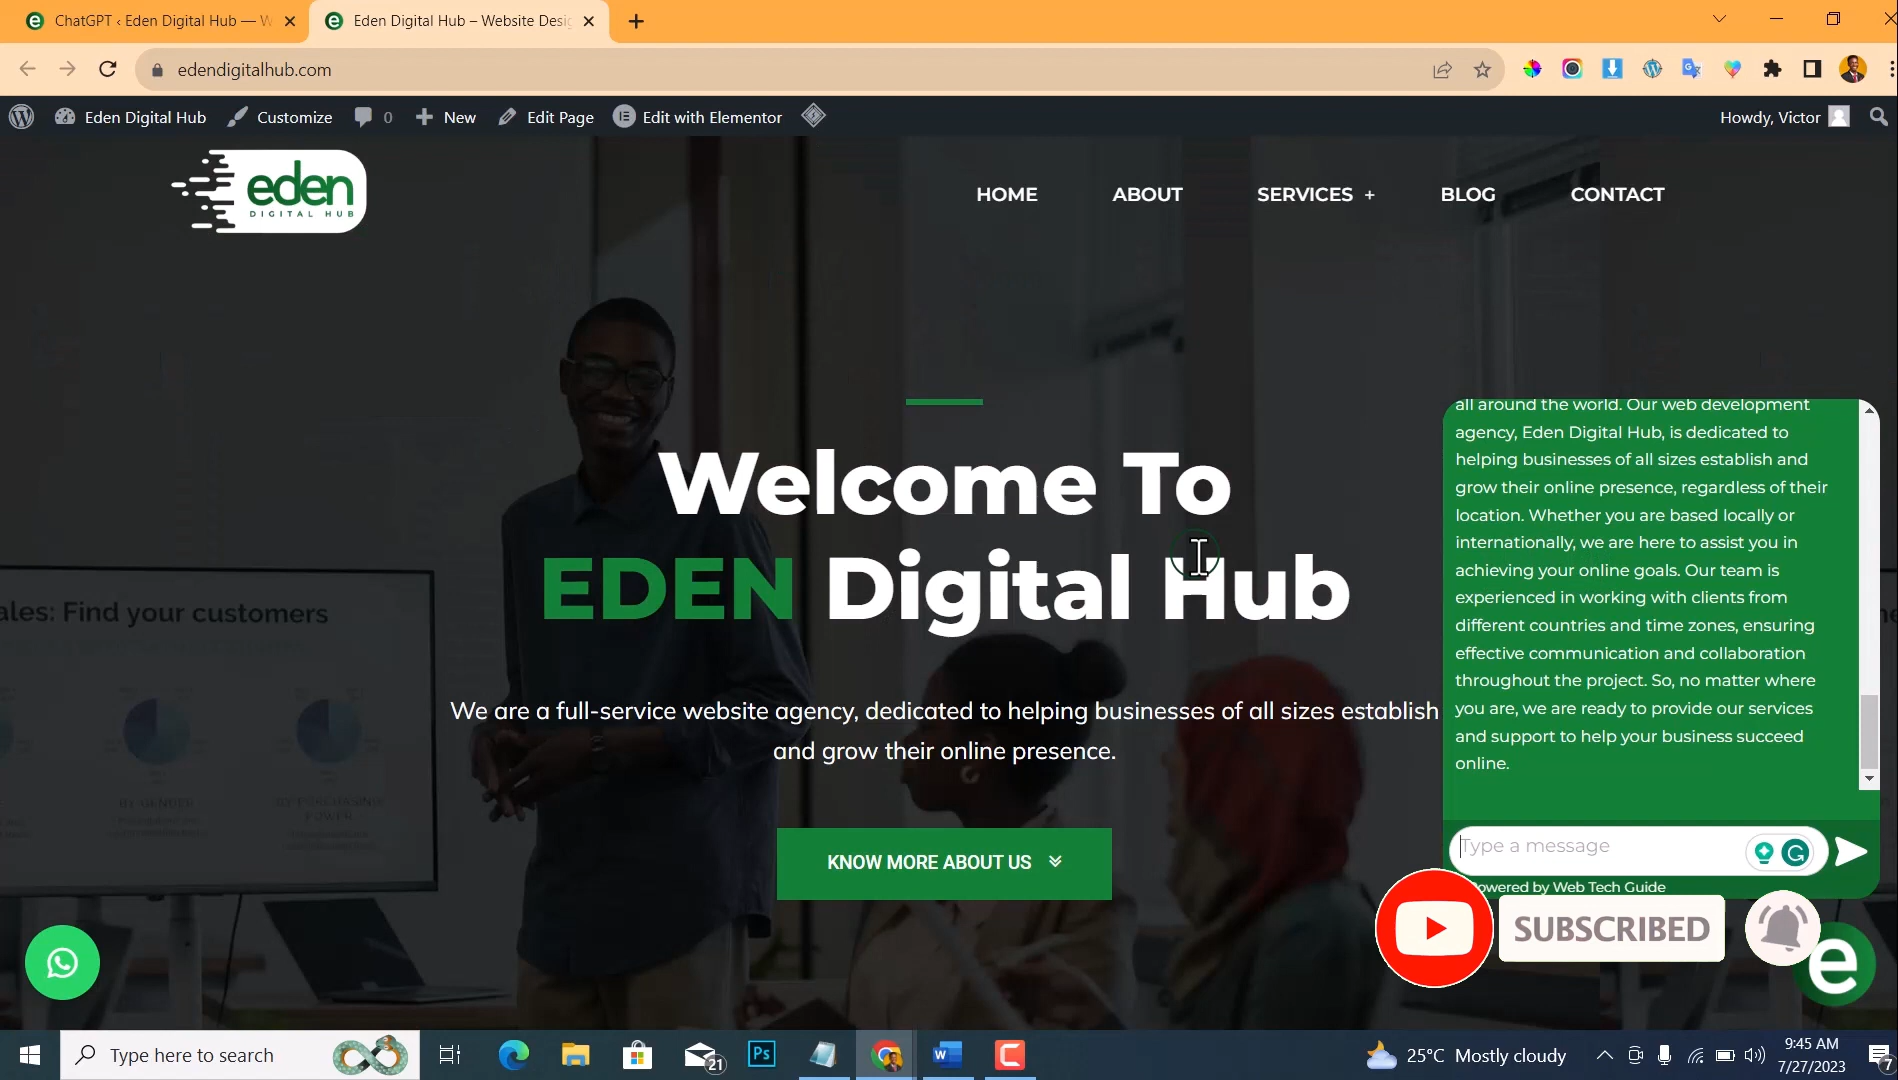 ChatGPT ‹ Eden Digital Hub — W
Eden Digital Hub – Website Desi
edendigitalhub.com
Eden Digital Hub
Customize
0
New
Edit Page
Edit with Elementor
Howdy, Victor
eden
DIGITAL HUB
HOME
ABOUT
SERVICES +
BLOG
CONTACT
Welcome To
EDEN Digital Hub
We are a full-service website agency, dedicated to helping businesses of all sizes establish
and grow their online presence.
KNOW MORE ABOUT US
ales: Find your customers
BY GENDER
BY PURCHASING
POWER
all around the world. Our web development
agency, Eden Digital Hub, is dedicated to
helping businesses of all sizes establish and
grow their online presence, regardless of their
location. Whether you are based locally or
internationally, we are here to assist you in
achieving your online goals. Our team is
experienced in working with clients from
different countries and time zones, ensuring
effective communication and collaboration
throughout the project. So, no matter where
you are, we are ready to provide our services
and support to help your business succeed
online.
Type a message
Powered by Web Tech Guide
SUBSCRIBED
e
Type here to search
21
Ps
25°C Mostly cloudy
9:45 AM
7/27/2023
7